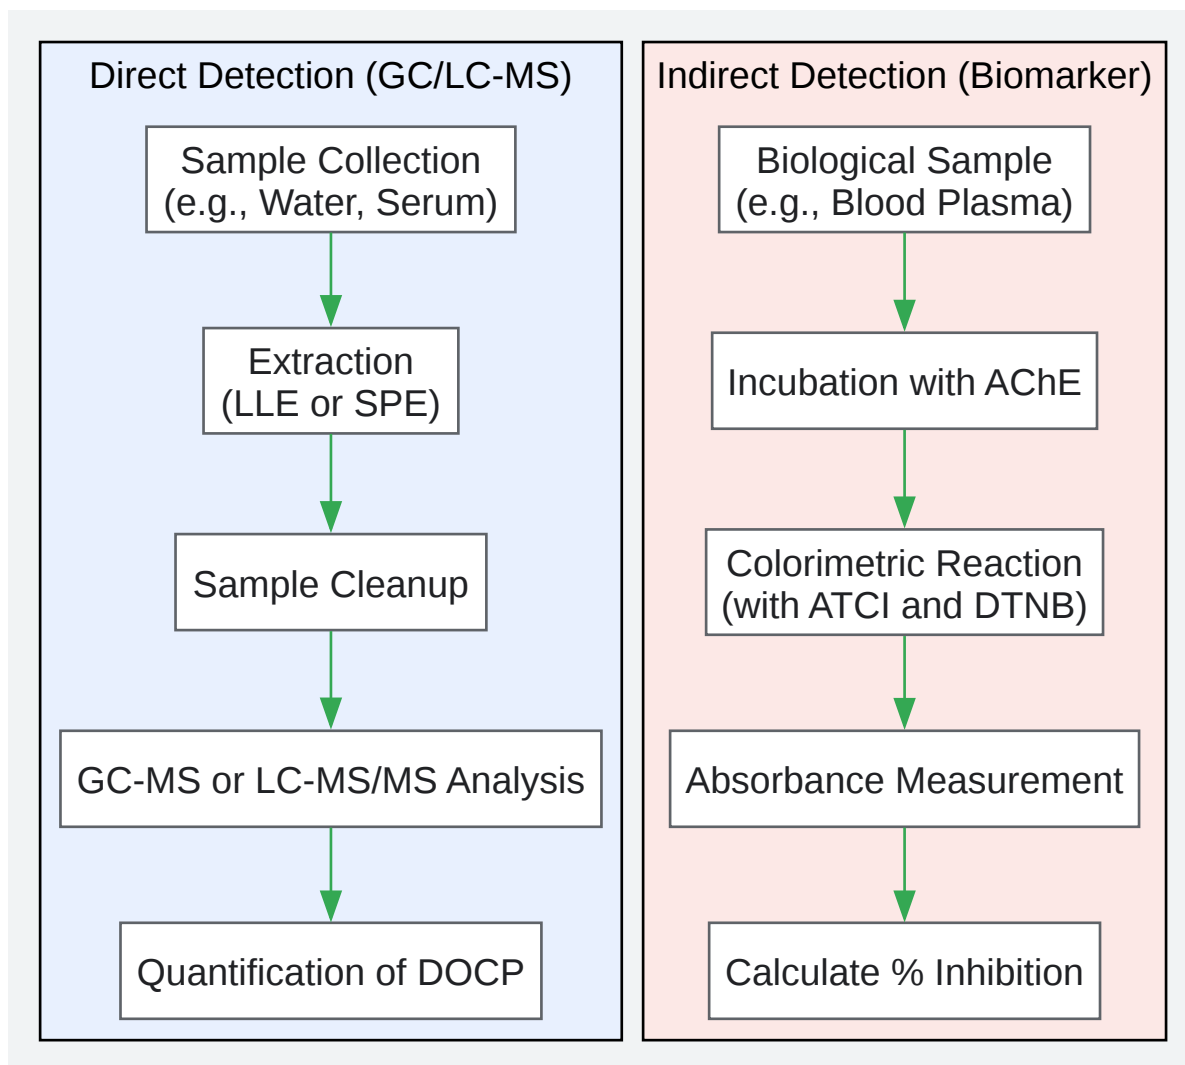 Direct Detection (GC/LC-MS)
Sample Collection
(e.g., Water, Serum)
Extraction
(LLE or SPE)
Sample Cleanup
GC-MS or LC-MS/MS Analysis
Quantification of DOCP
Indirect Detection (Biomarker)
Biological Sample
(e.g., Blood Plasma)
Incubation with AChE
Colorimetric Reaction
(with ATCI and DTNB)
Absorbance Measurement
Calculate % Inhibition